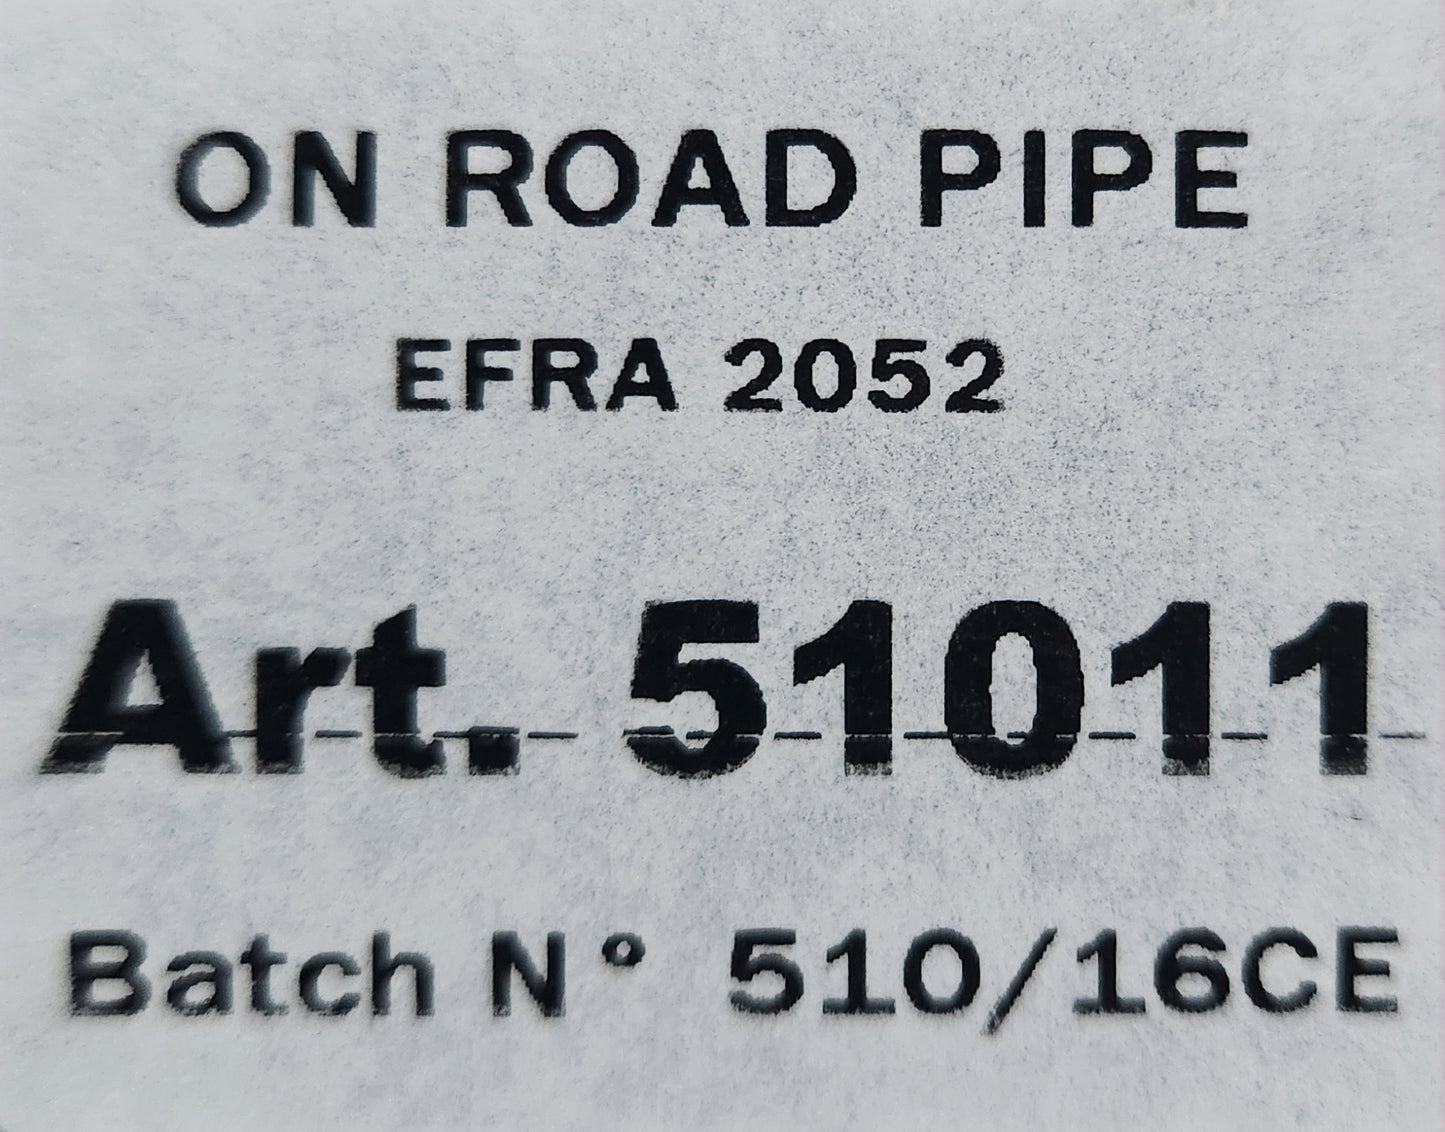 ON ROAD PIPE
EFRA 2052
Art. 51011
Batch N° 510/16CE